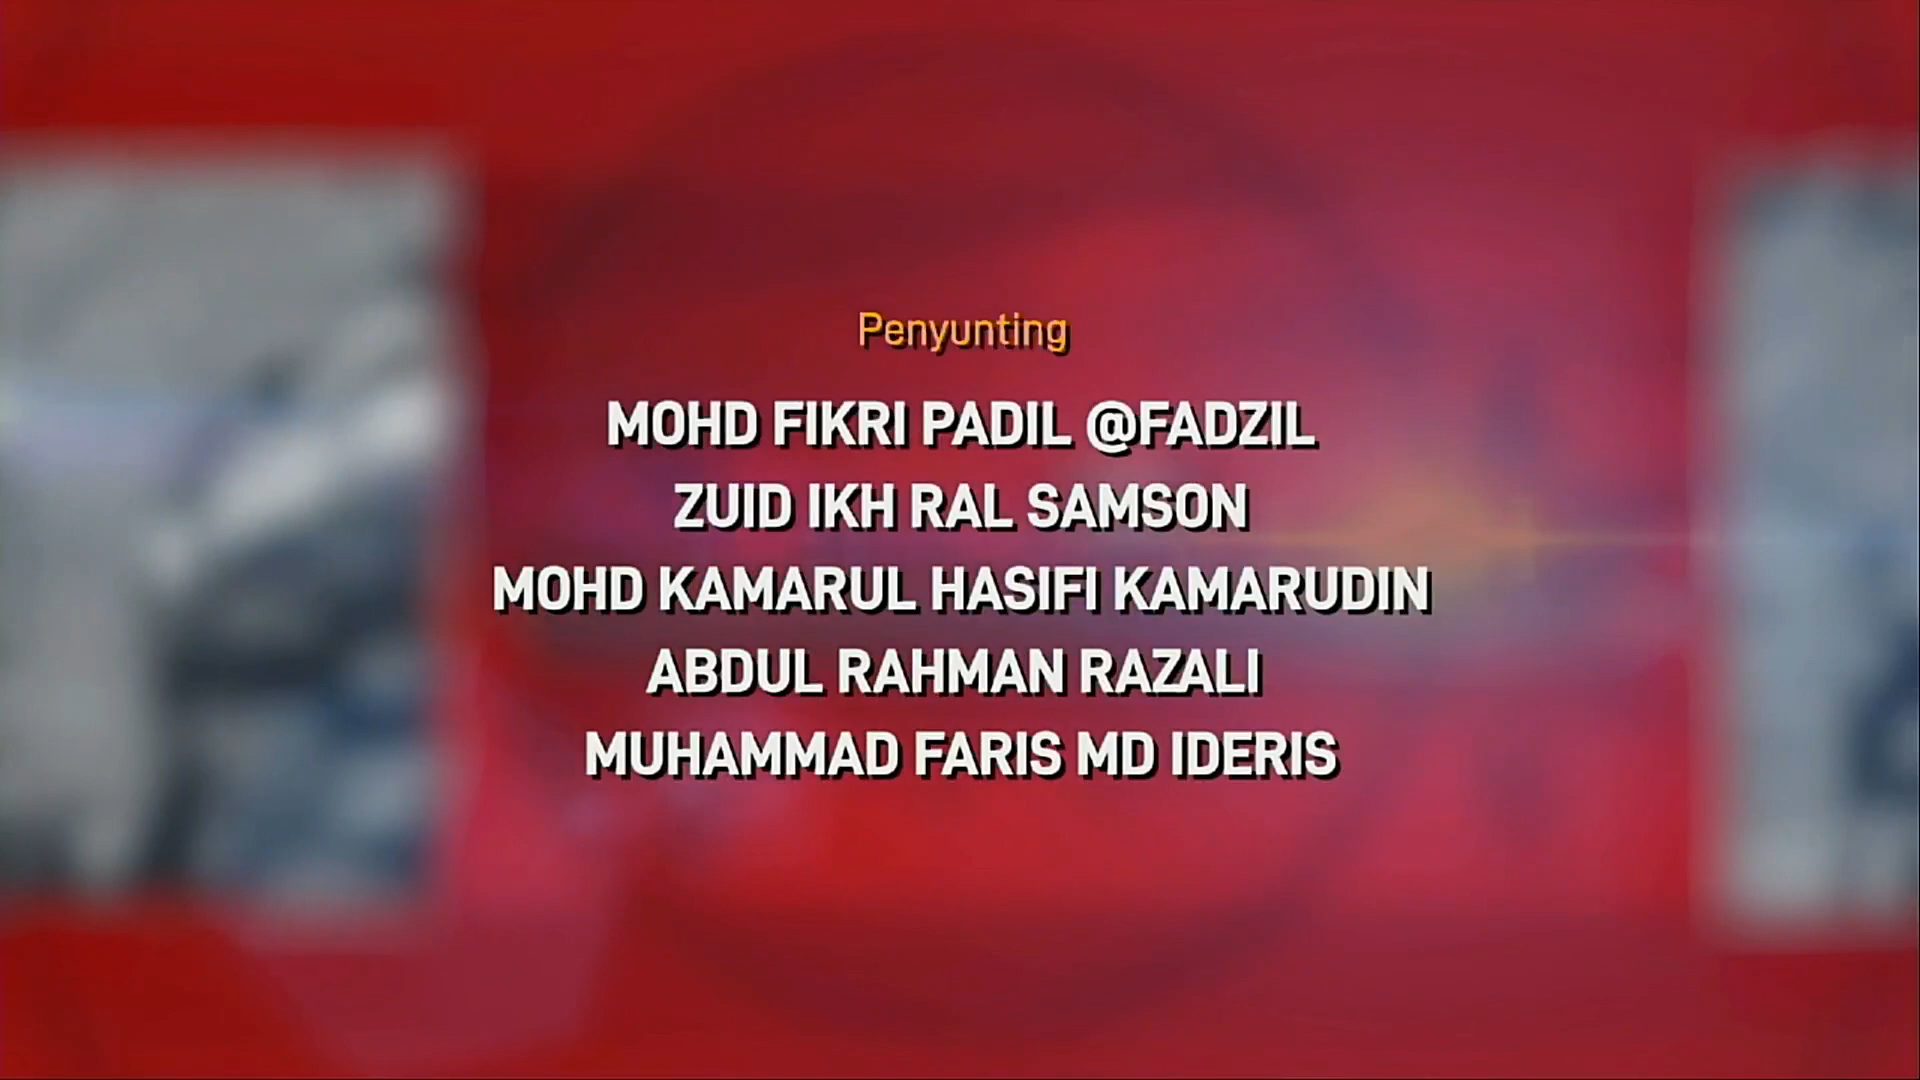 Penyunting
MOHD FIKRI PADIL @FADZIL
ZUID IKH RAL SAMSON
MOHD KAMARUL HASIFI KAMARUDIN
ABDUL RAHMAN RAZALI
MUHAMMAD FARIS MD IDERIS